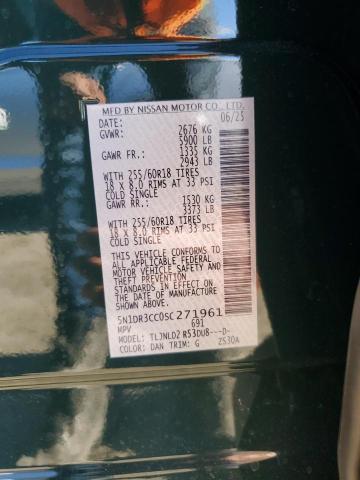 MFD BY NISSAN MOTOR CO., LTD.
DATE: 06/25
GVWR: 2676 KG
5900 LB
GAWR FR.: 1335 KG
2943 LB
WITH 255/60R18 TIRES
18 X 8.0 RIMS AT 33 PSI
COLD SINGLE
GAWR RR.: 1530 KG
3373 LB
WITH 255/60R18 TIRES
18 X 8.0 RIMS AT 33 PSI
COLD SINGLE
THIS VEHICLE CONFORMS TO
ALL APPLICABLE FEDERAL
MOTOR VEHICLE SAFETY
STANDARDS IN EFFECT
ON THE DATE OF
MANUFACTURE SHOWN ABOVE.
5N1DR3CC0SC271961
MPV 691
MODEL: TLJNLDZ R53DU8---D-
COLOR: DAN TRIM: G ZS30A